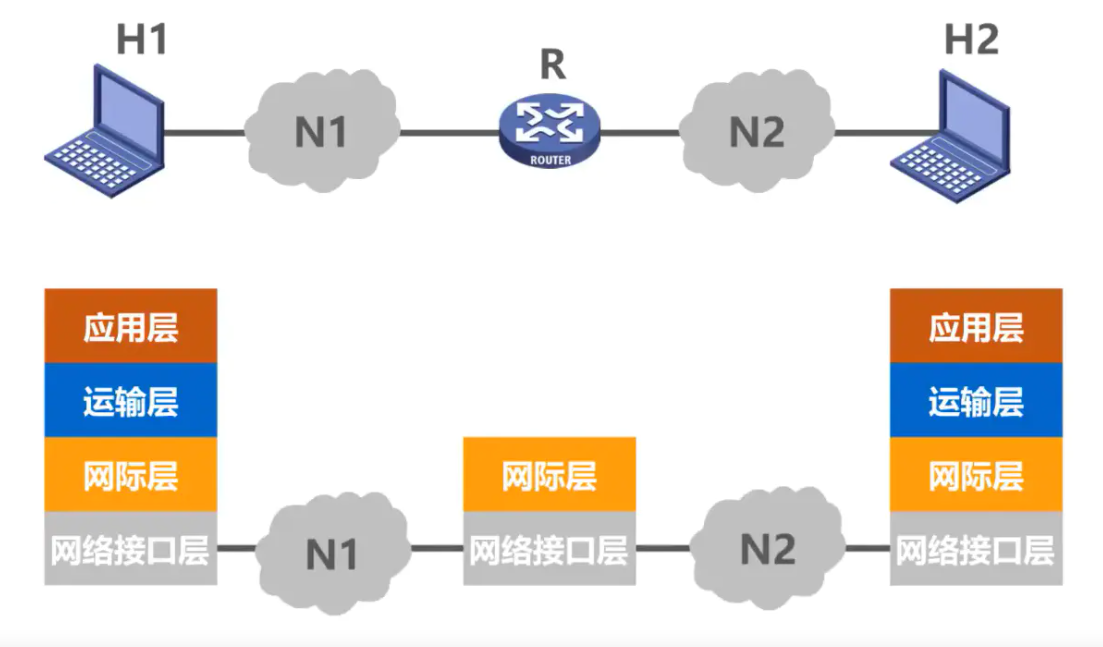 H1
R
H2
N1
N2
ROUTER
应用层
应用层
运输层
运输层
网际层
网际层
网际层
网络接口层
N1
网络接口层
N2
网络接口层